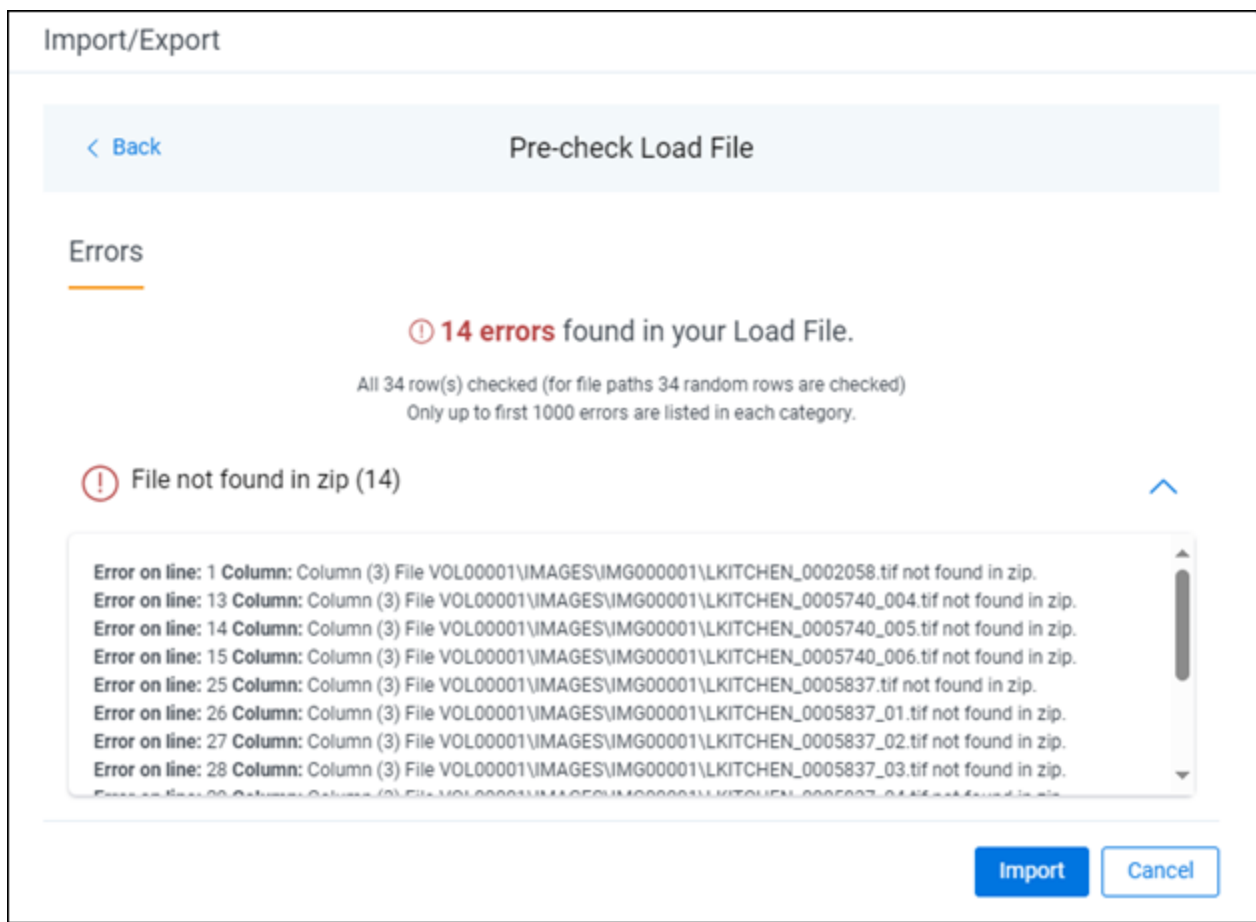 Import/Export
Back
Pre-check Load File
Errors
14 errors found in your Load File.
All 34 row(s) checked (for file paths 34 random rows are checked)
Only up to first 1000 errors are listed in each category.
File not found in zip (14)
Error on line: 1 Column: Column (3) File VOL00001\IMAGES\IMG000001\LKITCHEN_0002058.tif not found in zip.
Error on line: 13 Column: Column (3) File VOL00001\IMAGES\IMG000001\LKITCHEN_0005740_004.tif not found in zip.
Error on line: 14 Column: Column (3) File VOL00001\IMAGES\IMG000001\LKITCHEN_0005740_005.tif not found in zip.
Error on line: 15 Column: Column (3) File VOL00001\IMAGES\IMG000001\LKITCHEN_0005740_006.tif not found in zip.
Error on line: 25 Column: Column (3) File VOL00001\IMAGES\IMG000001\LKITCHEN_0005837.tif not found in zip.
Error on line: 26 Column: Column (3) File VOL00001\IMAGES\IMG000001\LKITCHEN_0005837_01.tif not found in zip.
Error on line: 27 Column: Column (3) File VOL00001\IMAGES\IMG000001\LKITCHEN_0005837_02.tif not found in zip.
Error on line: 28 Column: Column (3) File VOL00001\IMAGES\IMG000001\LKITCHEN_0005837_03.tif not found in zip.
Import
Cancel